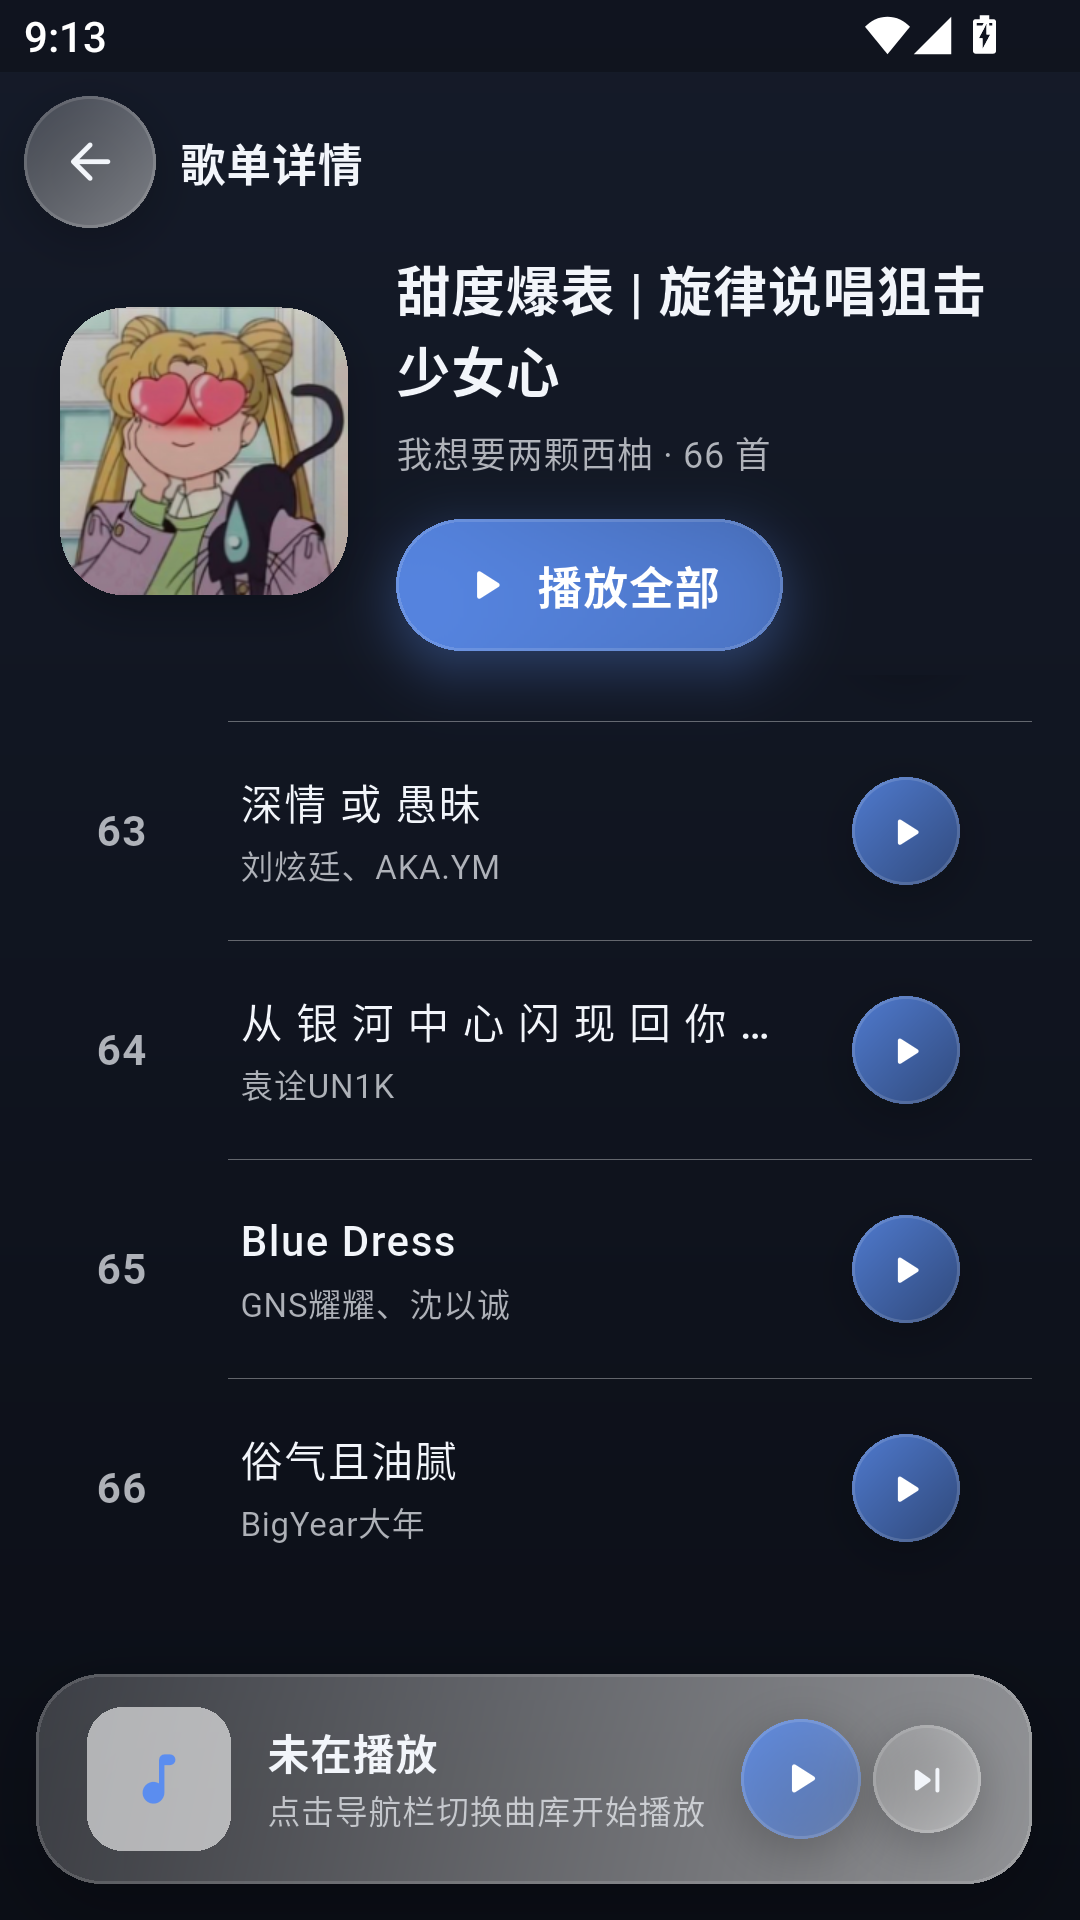 9:13
歌单详情
甜度爆表 | 旋律说唱狙击
少女心
我想要两颗西柚 · 66 首
播放全部
63
深情 或 愚昧
刘炫廷、AKA.YM
64
从 银 河 中 心 闪 现 回 你 ...
袁诠UN1K
65
Blue Dress
GNS耀耀、沈以诚
66
俗气且油腻
BigYear大年
未在播放
点击导航栏切换曲库开始播放